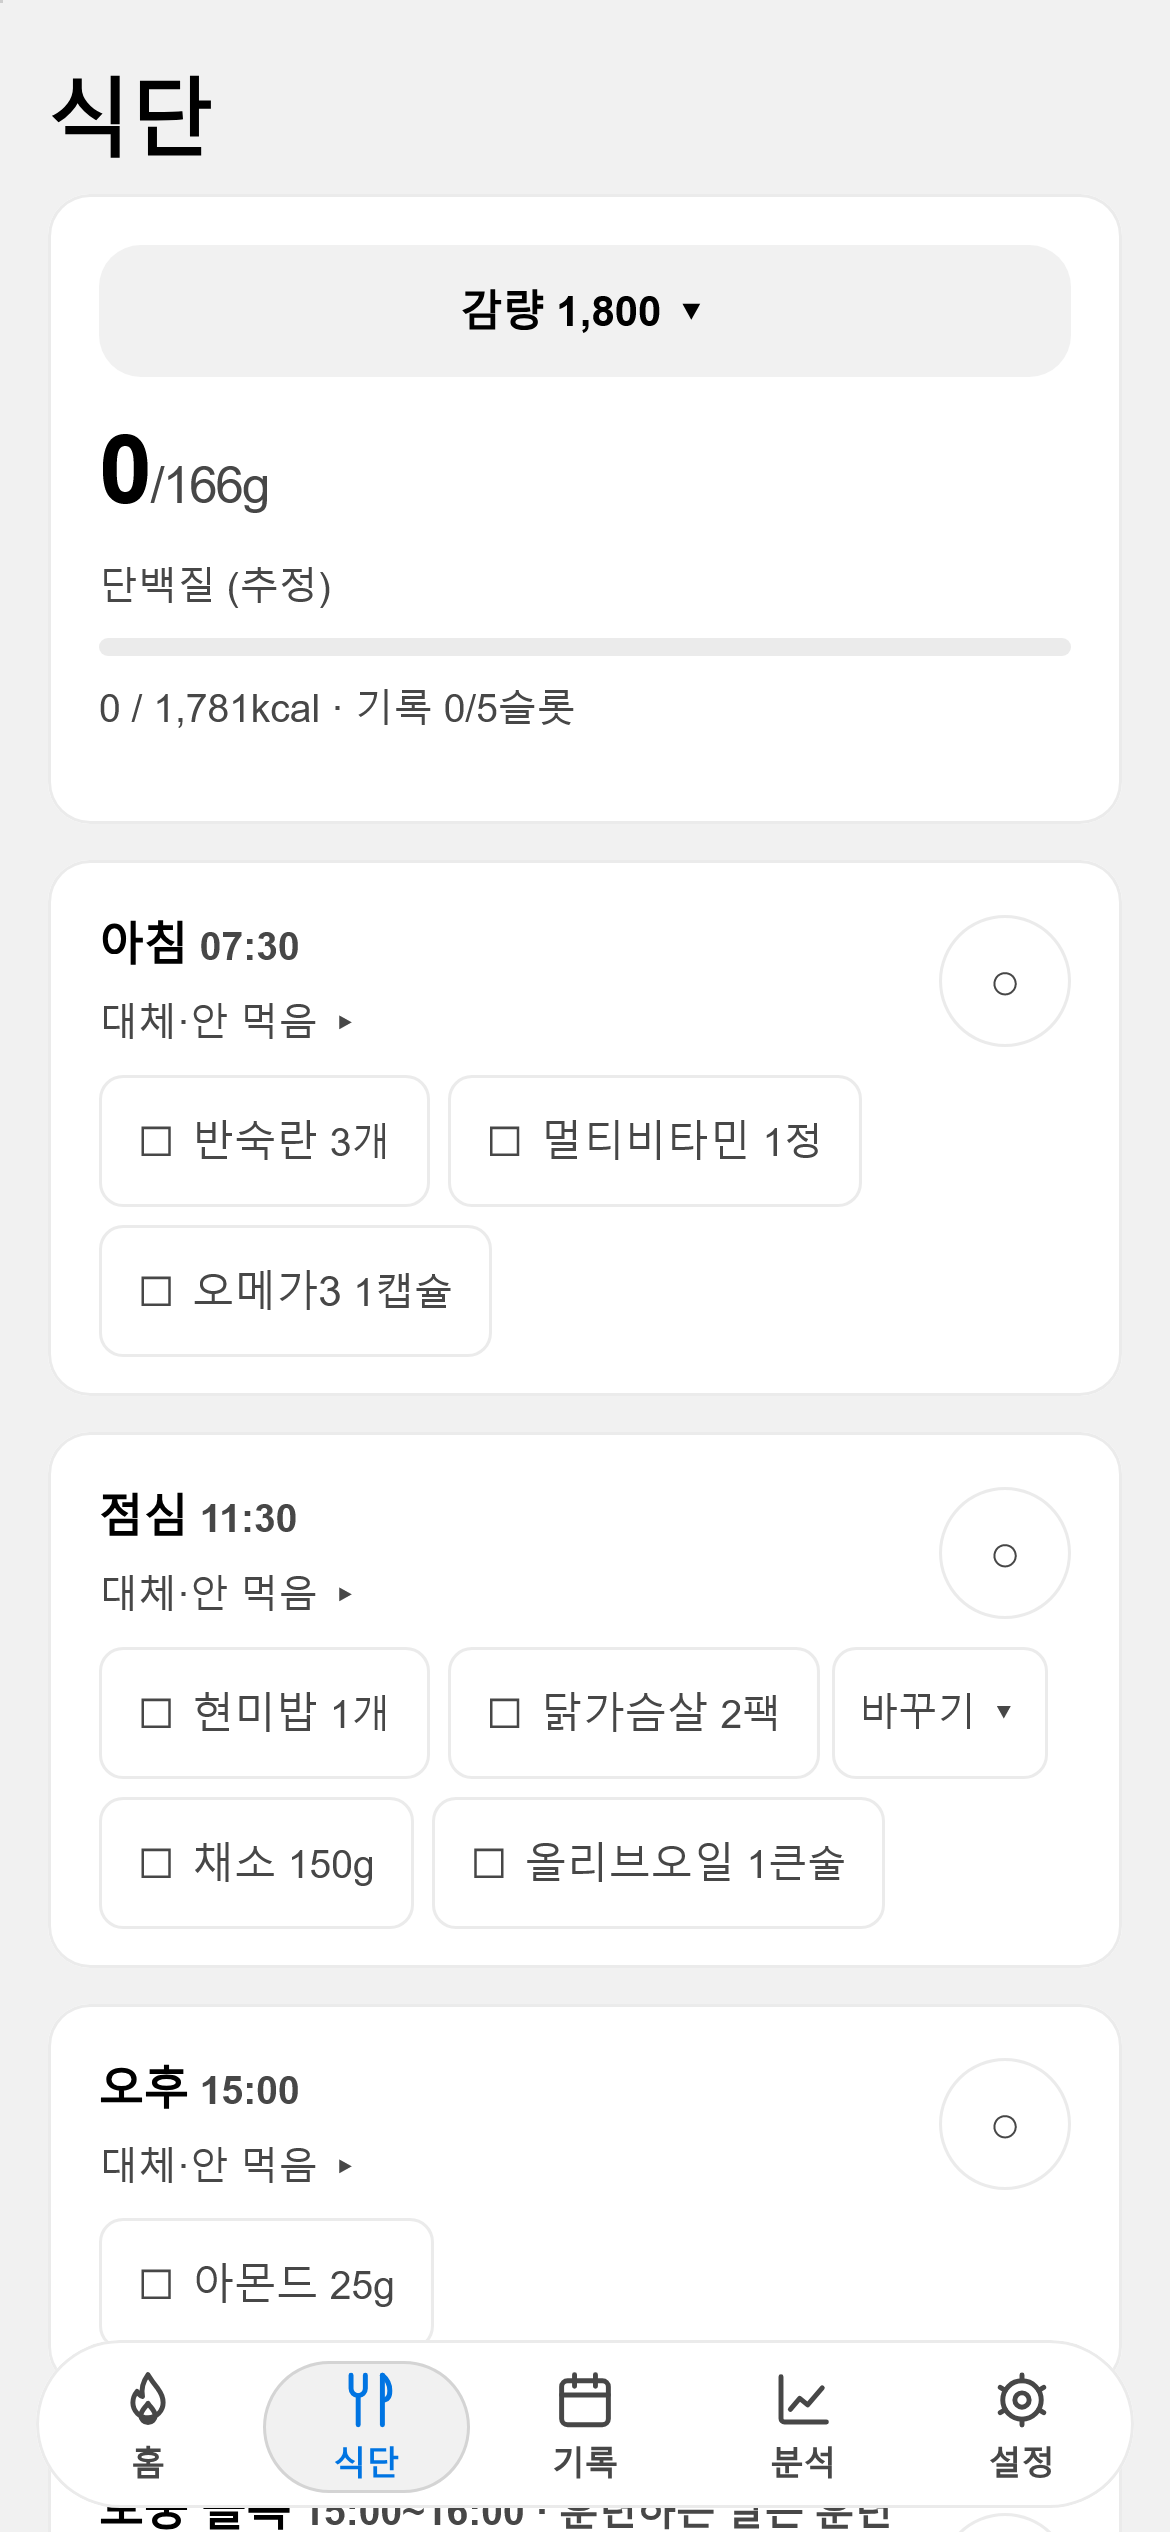 식단
감량 1,800 ▼
0/166g
단백질 (추정)
0 / 1,781kcal · 기록 0/5슬롯
아침 07:30
대체·안 먹음 ▸
○
☐ 반숙란 3개
☐ 멀티비타민 1정
☐ 오메가3 1캡슐
점심 11:30
대체·안 먹음 ▸
○
☐ 현미밥 1개
☐ 닭가슴살 2팩
바꾸기 ▾
☐ 채소 150g
☐ 올리브오일 1큰술
오후 15:00
대체·안 먹음 ▸
○
☐ 아몬드 25g
홈
식단
기록
분석
설정
15:00~16:00 ·